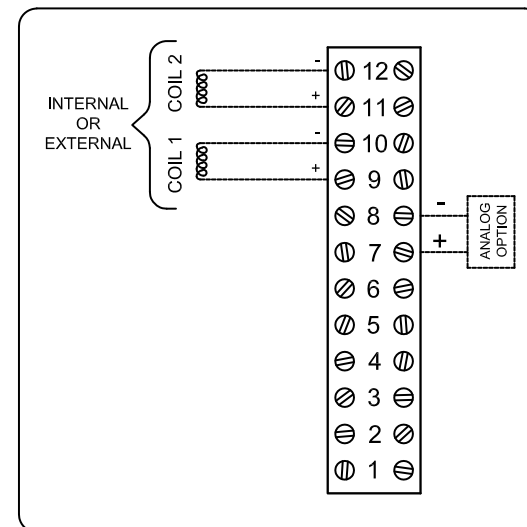 INTERNAL
OR
EXTERNAL
COIL 2
COIL 1
-
+
-
+
12
11
10
9
8
7
6
5
4
3
2
1
-
+
ANALOG
OPTION